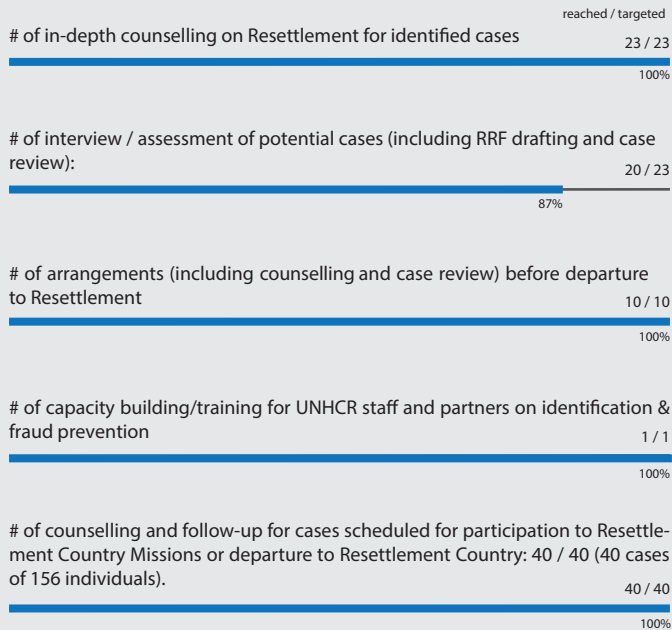 reached / targeted
# of in-depth counselling on Resettlement for identified cases
23 / 23
100%
# of interview / assessment of potential cases (including RRF drafting and case
review):
20 / 23
87%
# of arrangements (including counselling and case review) before departure
to Resettlement
10 / 10
100%
# of capacity building/training for UNHCR staff and partners on identification &
fraud prevention
1 / 1
100%
# of counselling and follow-up for cases scheduled for participation to Resettle-
ment Country Missions or departure to Resettlement Country: 40 / 40 (40 cases
of 156 individuals).
40 / 40
100%